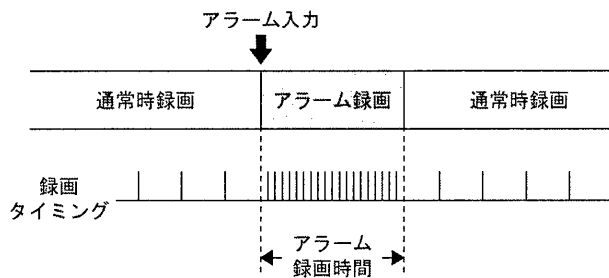 アラーム入力
通常時録画
アラーム録画
通常時録画
録画
タイミング
アラーム
録画時間